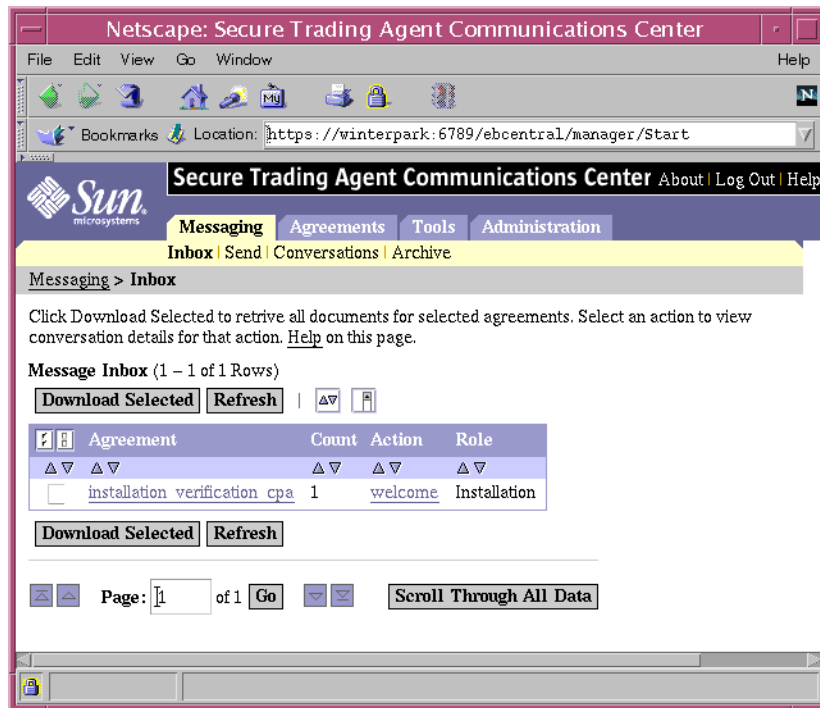 Netscape: Secure Trading Agent Communications Center
File Edit View Go Window Help
My N
Bookmarks Location: https://winterpark:6789/ebcentral/manager/Start
Secure Trading Agent Communications Center About | Log Out | Help
Sun
microsystems
Messaging Agreements Tools Administration
Inbox | Send | Conversations | Archive
Messaging > Inbox
Click Download Selected to retrive all documents for selected agreements. Select an action to view
conversation details for that action. Help on this page.
Message Inbox (1 – 1 of 1 Rows)
Download Selected Refresh |
Agreement Count Action Role
installation verification cpa 1 welcome Installation
Download Selected Refresh
Page: 1 of 1 Go Scroll Through All Data